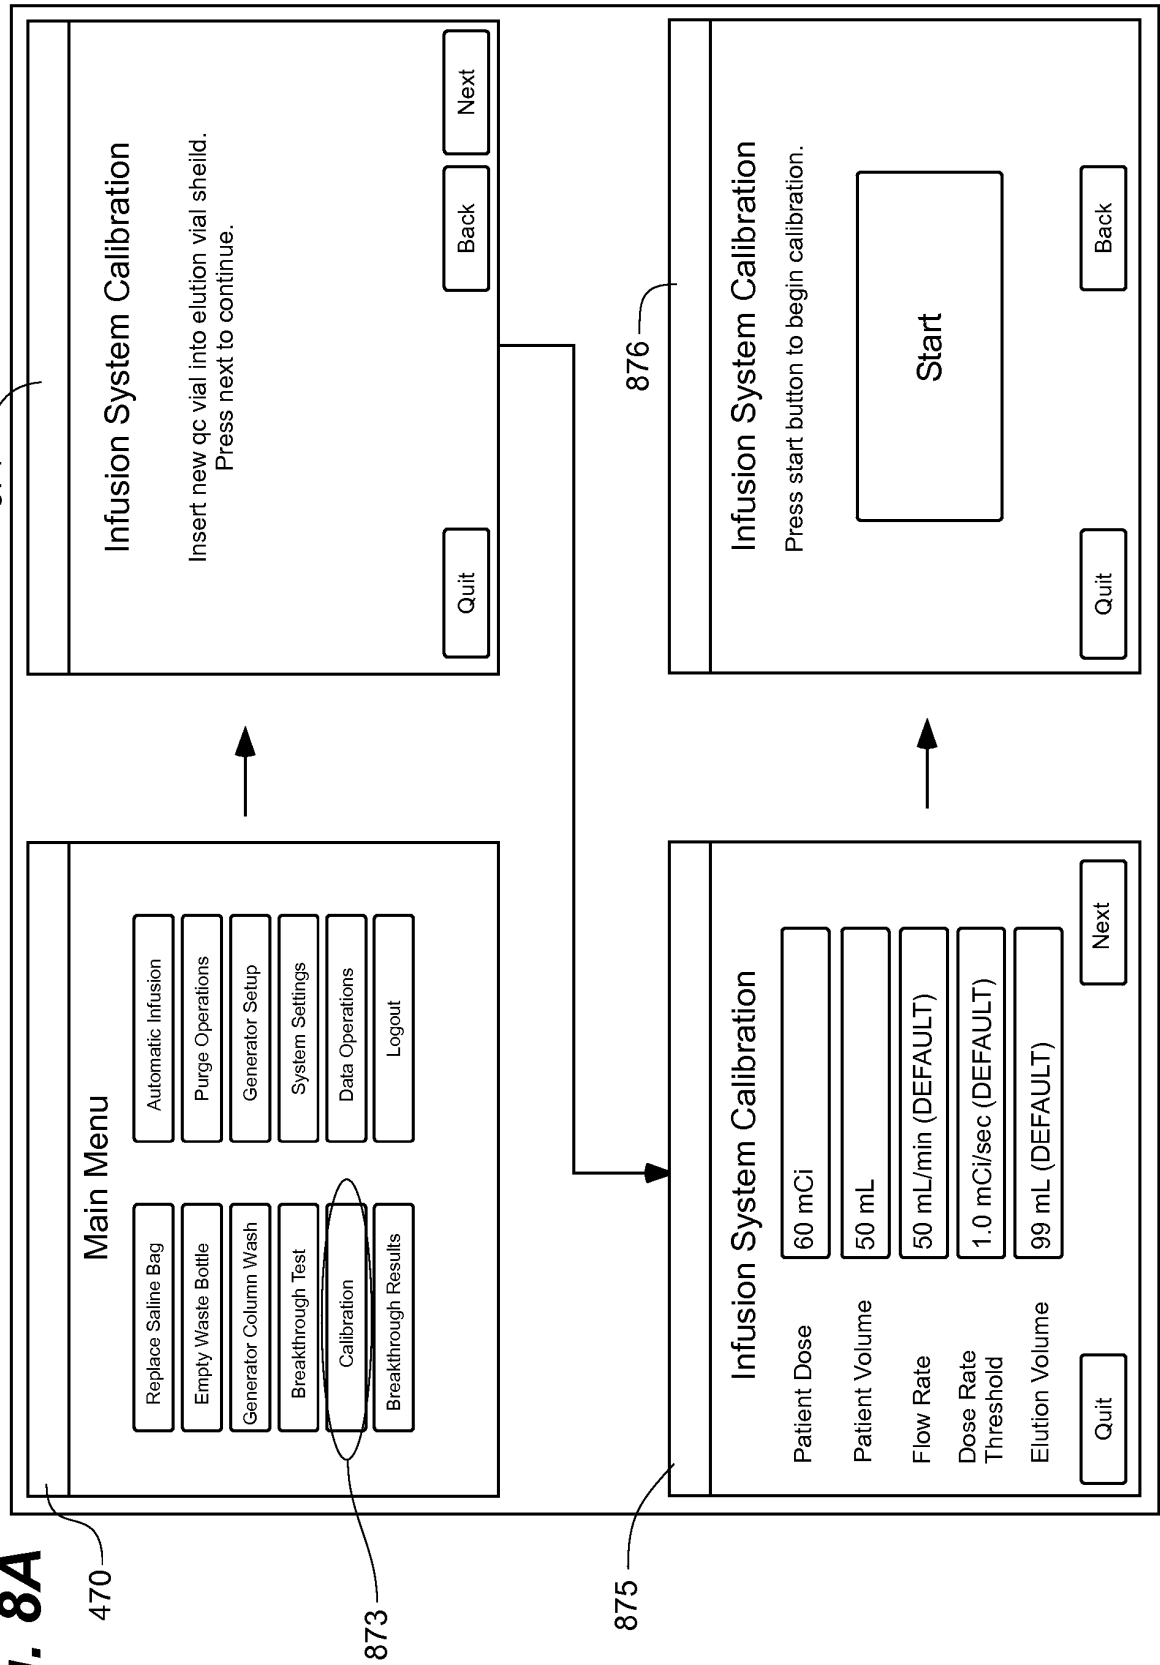 8A
470
Main Menu
Replace Saline Bag
Automatic Infusion
Empty Waste Bottle
Purge Operations
Generator Column Wash
Generator Setup
Breakthrough Test
System Settings
Calibration
Data Operations
Breakthrough Results
Logout
873
Infusion System Calibration
Insert new qc vial into elution vial sheild.
Press next to continue.
Quit
Back
Next
875
Infusion System Calibration
Patient Dose
60 mCi
Patient Volume
50 mL
Flow Rate
50 mL/min (DEFAULT)
Dose Rate
Threshold
1.0 mCi/sec (DEFAULT)
Elution Volume
99 mL (DEFAULT)
Quit
Next
876
Infusion System Calibration
Press start button to begin calibration.
Start
Quit
Back